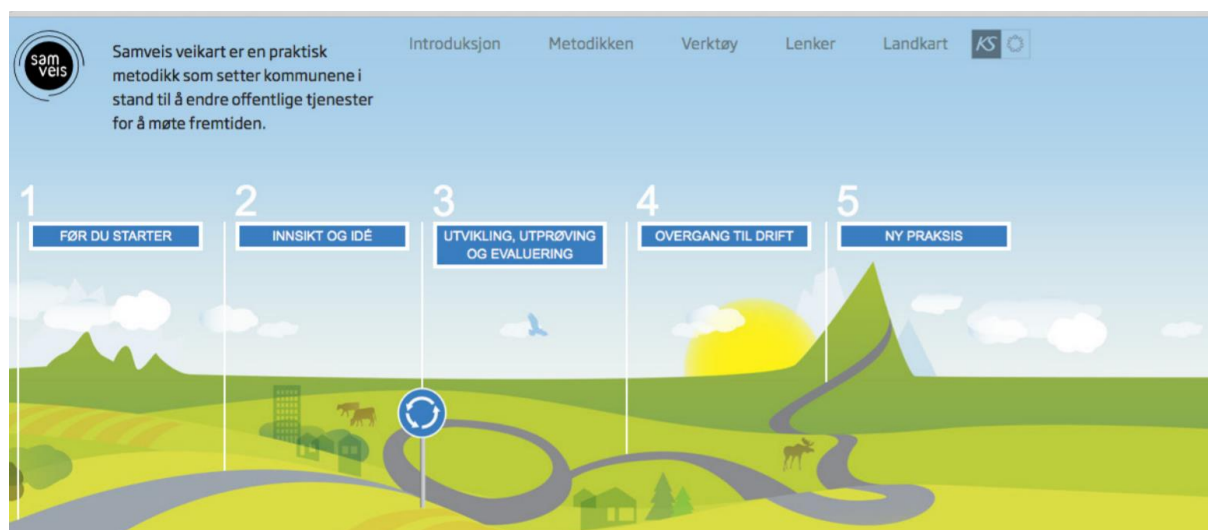 sam
veis
Samveis veikart er en praktisk
metodikk som setter kommunene i
stand til å endre offentlige tjenester
for å møte fremtiden.
Introduksjon
Metodikken
Verktøy
Lenker
Landkart
KS
1
FØR DU STARTER
2
INNSIKT OG IDÉ
3
UTVIKLING, UTPRØVING
OG EVALUERING
4
OVERGANG TIL DRIFT
5
NY PRAKSIS